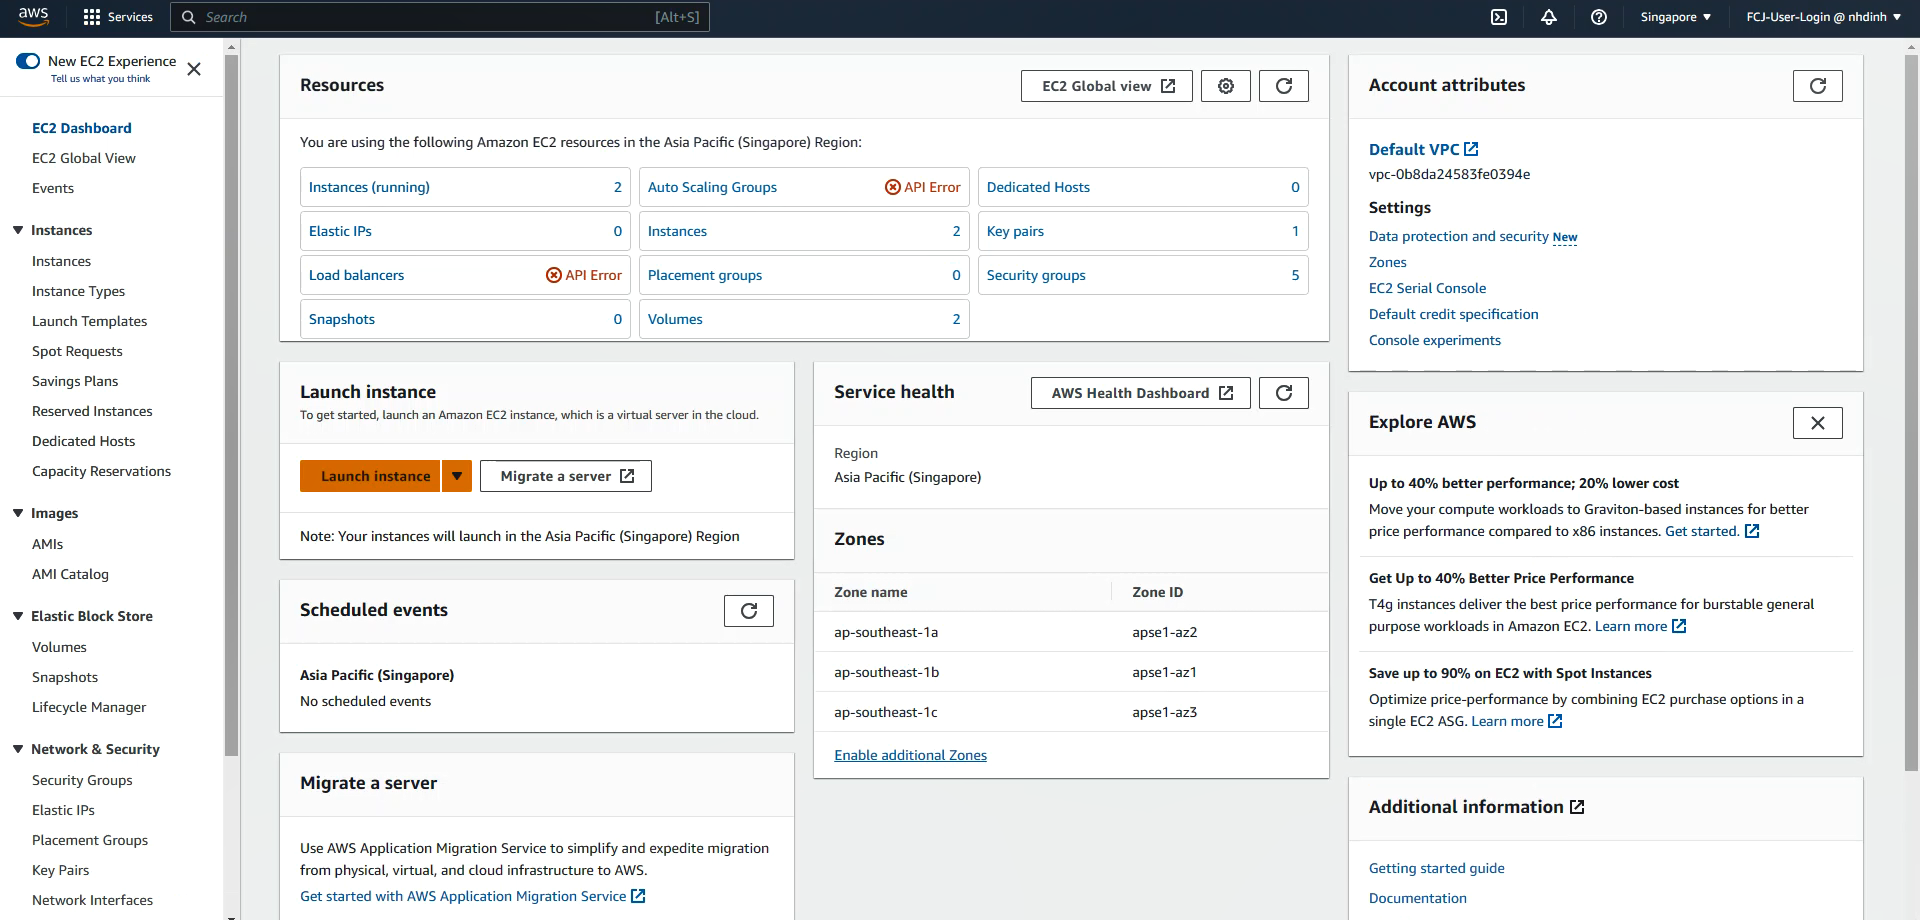 aws
Services
Search
[Alt+S]
Singapore
FCJ-User-Login @ nhdinh
New EC2 Experience
Tell us what you think
EC2 Dashboard
EC2 Global View
Events
Instances
Instances
Instance Types
Launch Templates
Spot Requests
Savings Plans
Reserved Instances
Dedicated Hosts
Capacity Reservations
Images
AMIs
AMI Catalog
Elastic Block Store
Volumes
Snapshots
Lifecycle Manager
Network & Security
Security Groups
Elastic IPs
Placement Groups
Key Pairs
Network Interfaces
Resources
EC2 Global view
You are using the following Amazon EC2 resources in the Asia Pacific (Singapore) Region:
Instances (running) 2
Auto Scaling Groups API Error
Dedicated Hosts 0
Elastic IPs 0
Instances 2
Key pairs 1
Load balancers API Error
Placement groups 0
Security groups 5
Snapshots 0
Volumes 2
Launch instance
To get started, launch an Amazon EC2 instance, which is a virtual server in the cloud.
Launch instance
Migrate a server
Note: Your instances will launch in the Asia Pacific (Singapore) Region
Scheduled events
Asia Pacific (Singapore)
No scheduled events
Migrate a server
Use AWS Application Migration Service to simplify and expedite migration
from physical, virtual, and cloud infrastructure to AWS.
Get started with AWS Application Migration Service
Service health
AWS Health Dashboard
Region
Asia Pacific (Singapore)
Zones
Zone name Zone ID
ap-southeast-1a apse1-az2
ap-southeast-1b apse1-az1
ap-southeast-1c apse1-az3
Enable additional Zones
Account attributes
Default VPC
vpc-0b8da24583fe0394e
Settings
Data protection and security New
Zones
EC2 Serial Console
Default credit specification
Console experiments
Explore AWS
Up to 40% better performance; 20% lower cost
Move your compute workloads to Graviton-based instances for better
price performance compared to x86 instances. Get started.
Get Up to 40% Better Price Performance
T4g instances deliver the best price performance for burstable general
purpose workloads in Amazon EC2. Learn more
Save up to 90% on EC2 with Spot Instances
Optimize price-performance by combining EC2 purchase options in a
single EC2 ASG. Learn more
Additional information
Getting started guide
Documentation